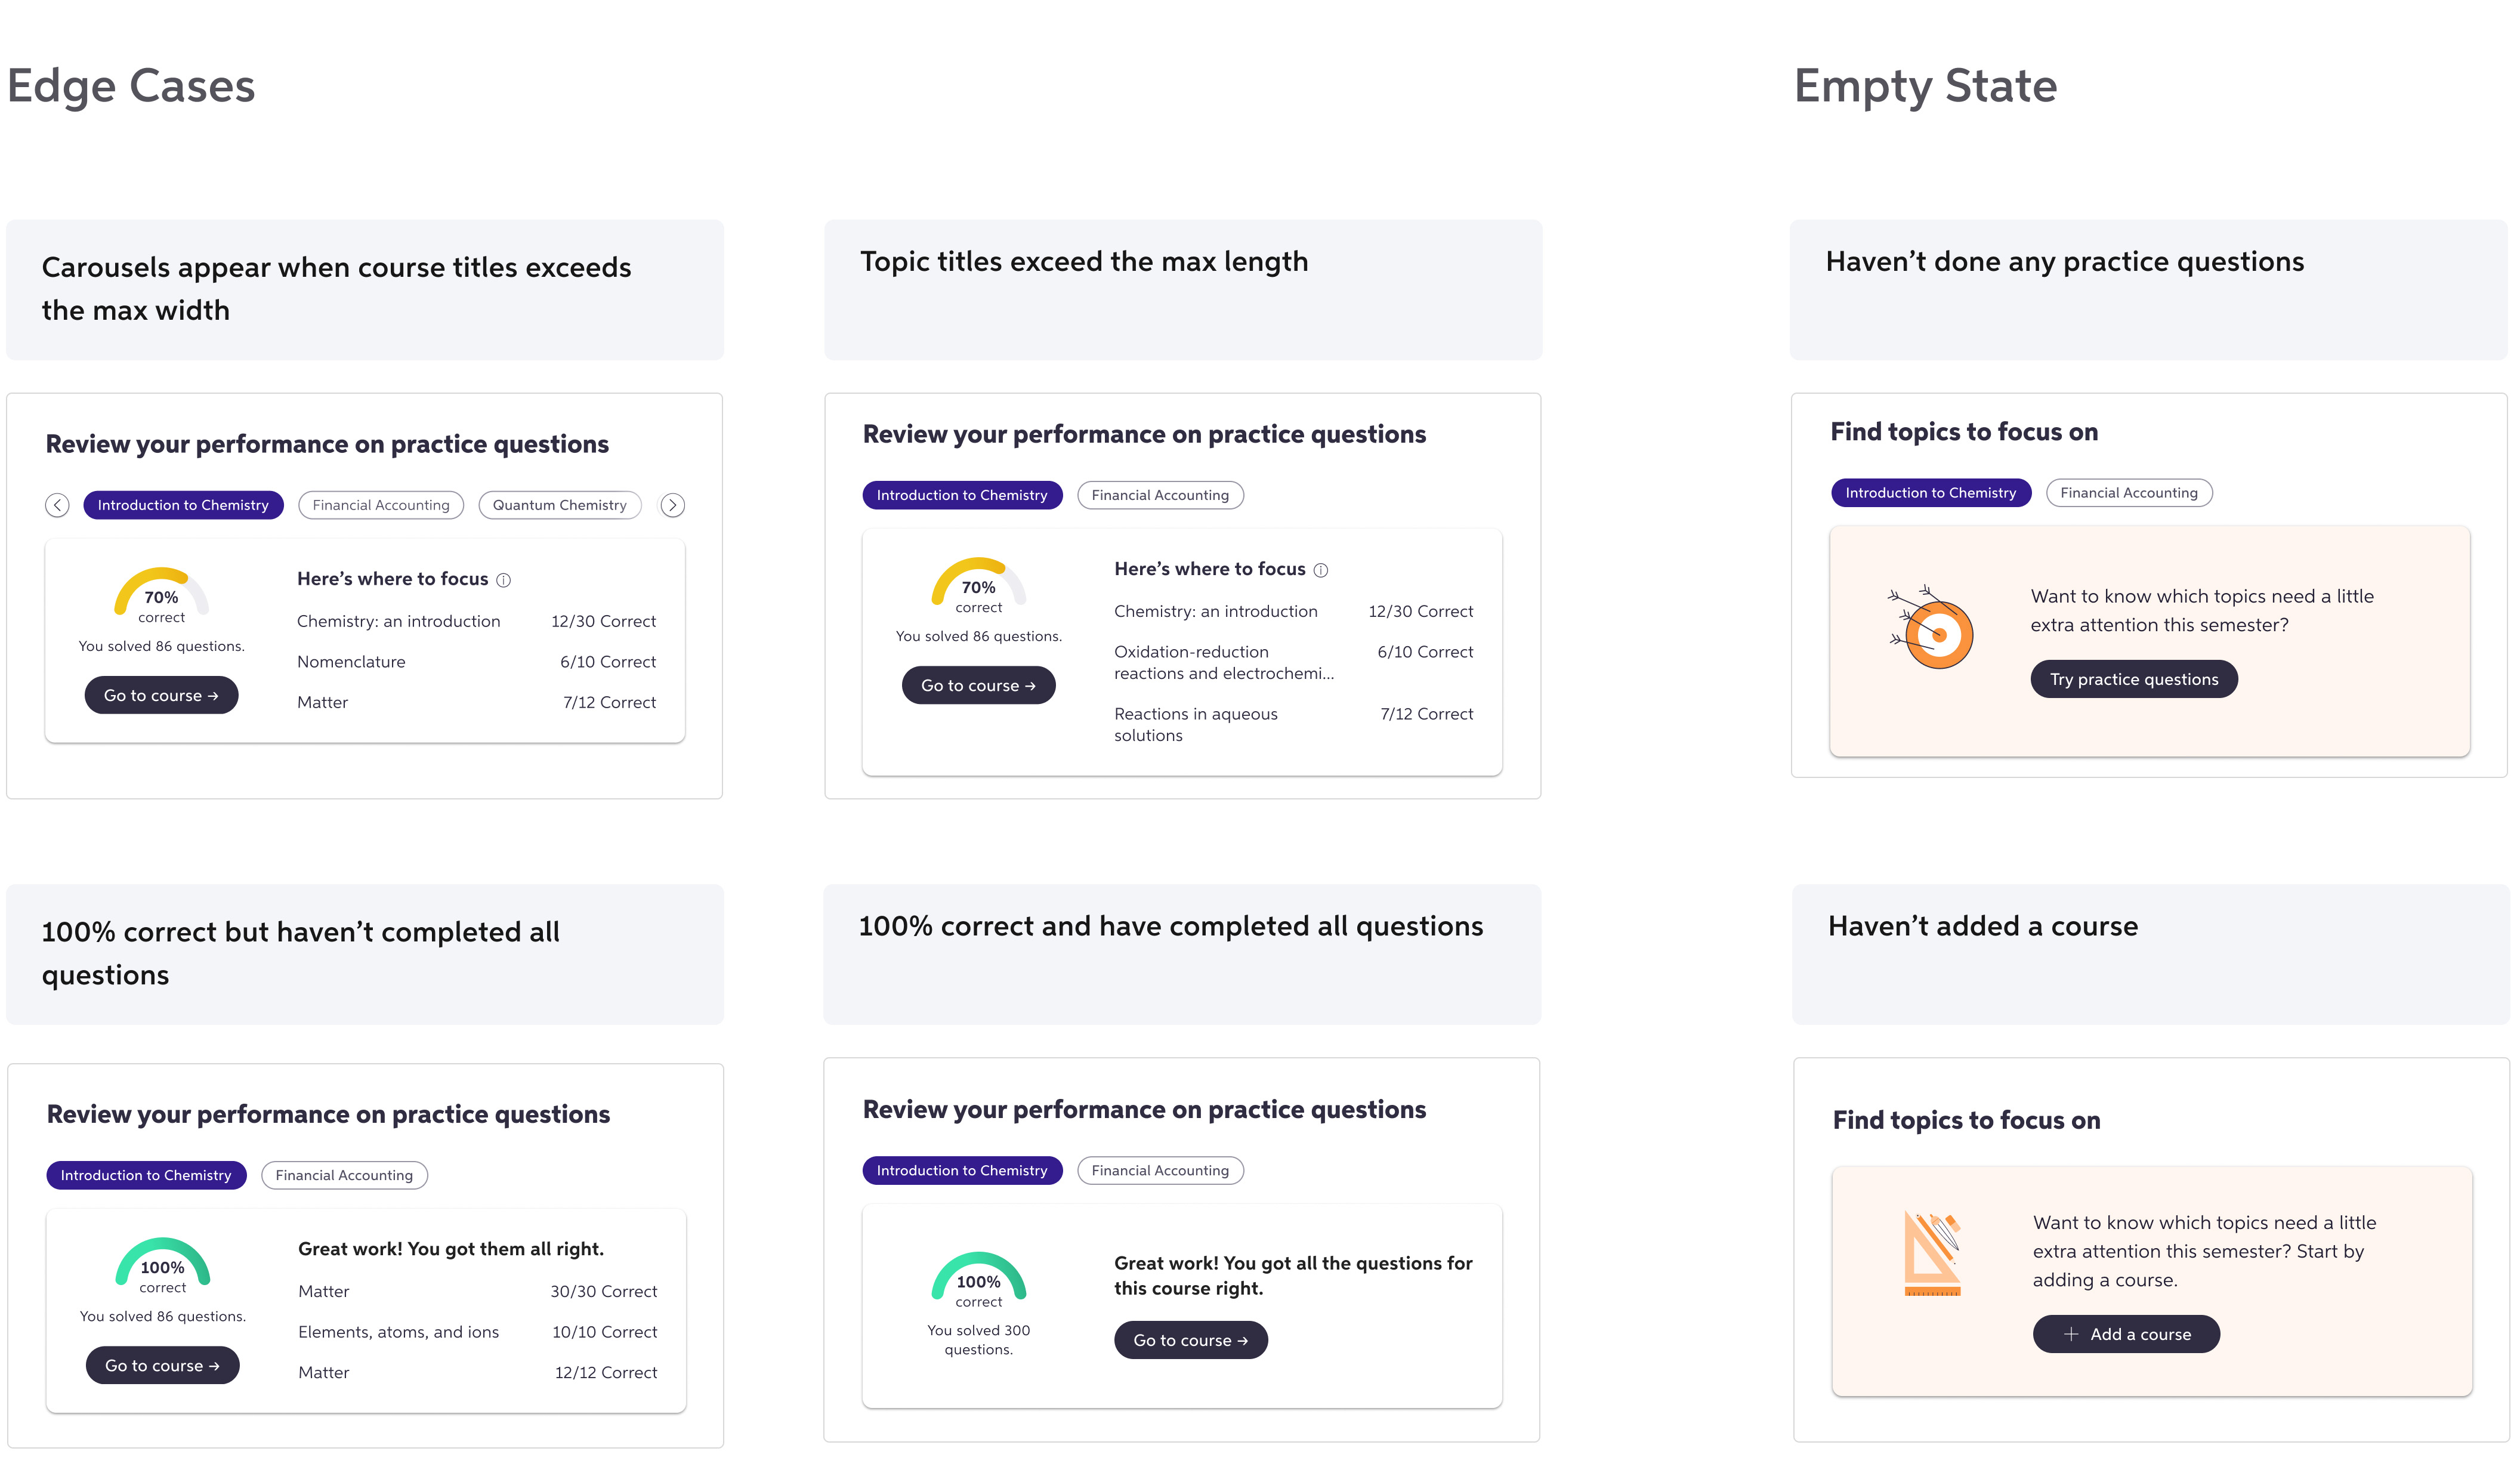 Edge Cases
Empty State
Carousels appear when course titles exceeds
the max width
Review your performance on practice questions
Introduction to Chemistry
Financial Accounting
Quantum Chemistry
70%
correct
You solved 86 questions.
Go to course →
Here’s where to focus
Chemistry: an introduction 12/30 Correct
Nomenclature 6/10 Correct
Matter 7/12 Correct
Topic titles exceed the max length
Review your performance on practice questions
Introduction to Chemistry
Financial Accounting
70%
correct
You solved 86 questions.
Go to course →
Here’s where to focus
Chemistry: an introduction 12/30 Correct
Oxidation-reduction 6/10 Correct
reactions and electrochemi...
Reactions in aqueous 7/12 Correct
solutions
Haven’t done any practice questions
Find topics to focus on
Introduction to Chemistry
Financial Accounting
Want to know which topics need a little
extra attention this semester?
Try practice questions
100% correct but haven’t completed all
questions
Review your performance on practice questions
Introduction to Chemistry
Financial Accounting
100%
correct
You solved 86 questions.
Go to course →
Great work! You got them all right.
Matter 30/30 Correct
Elements, atoms, and ions 10/10 Correct
Matter 12/12 Correct
100% correct and have completed all questions
Review your performance on practice questions
Introduction to Chemistry
Financial Accounting
100%
correct
You solved 300
questions.
Great work! You got all the questions for
this course right.
Go to course →
Haven’t added a course
Find topics to focus on
Want to know which topics need a little
extra attention this semester? Start by
adding a course.
+ Add a course